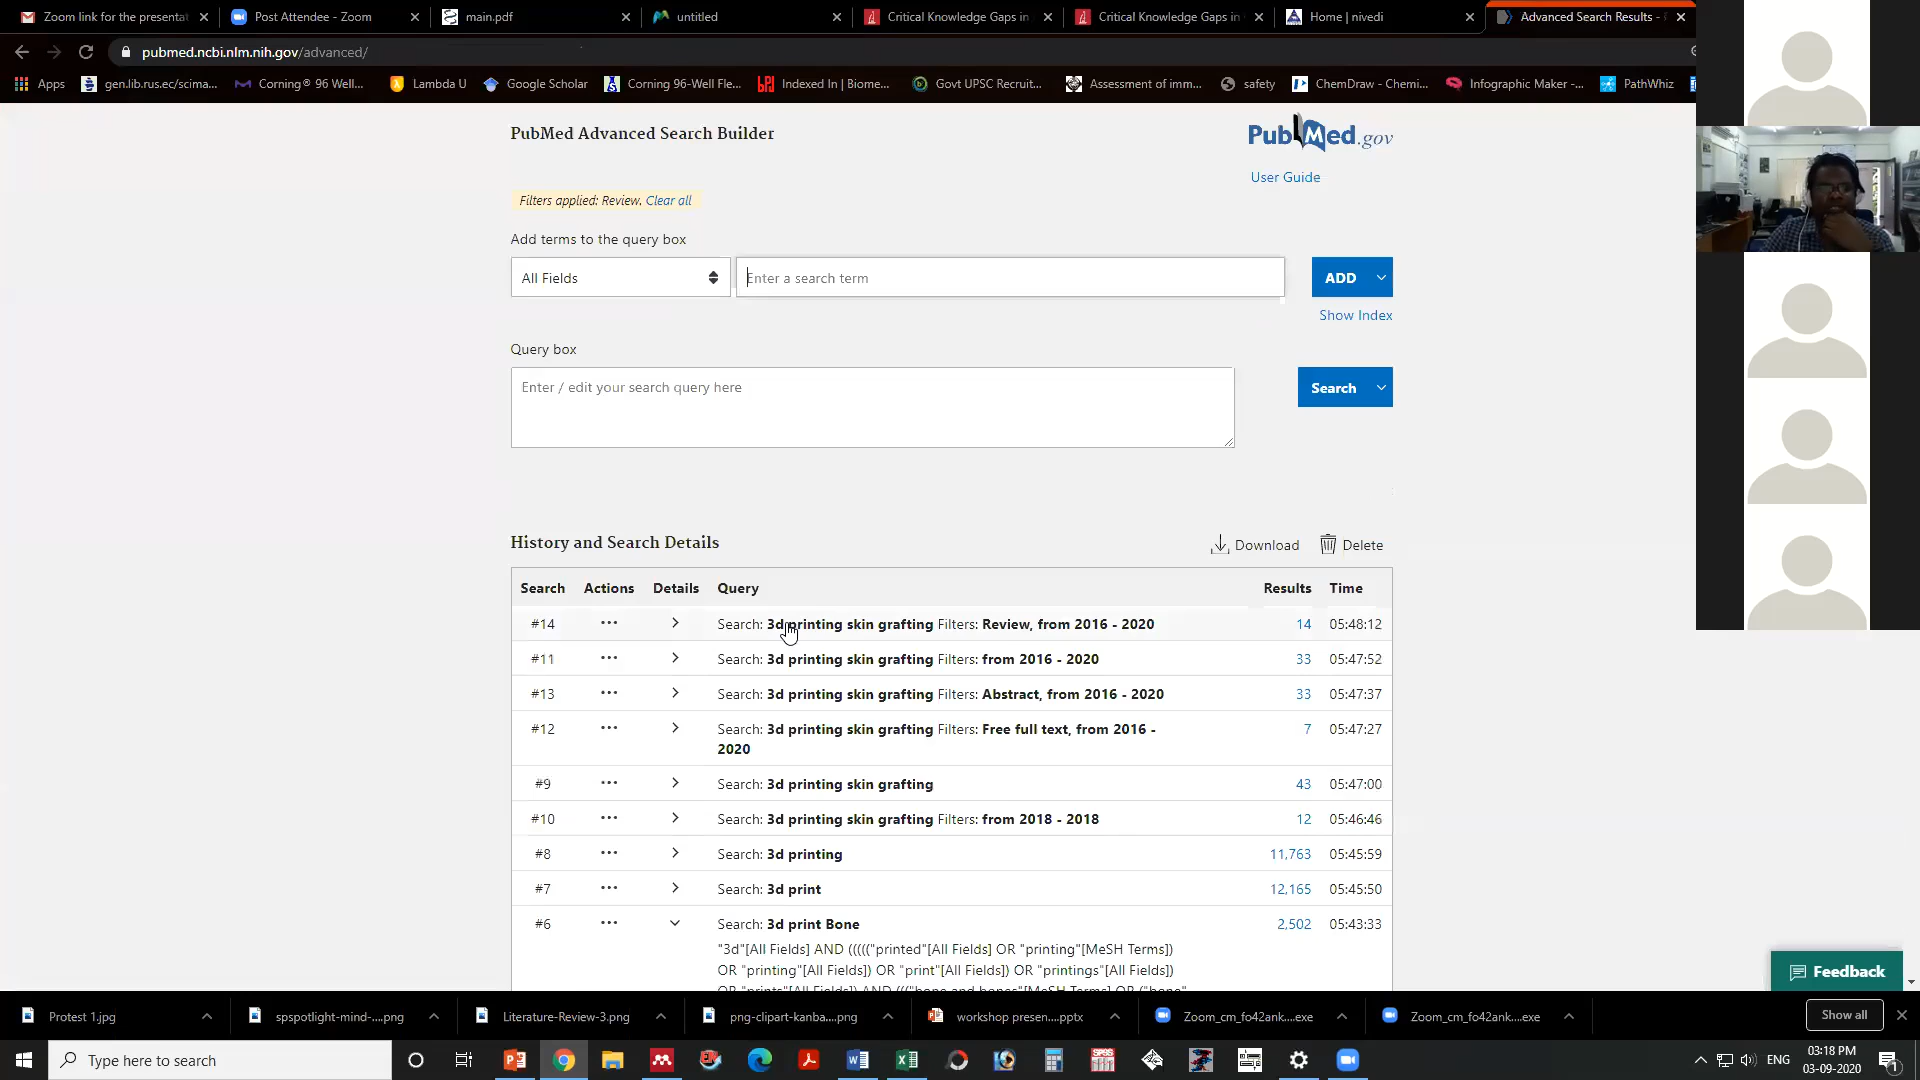 Zoom link for the presentat
Post Attendee - Zoom
main.pdf
untitled
Critical Knowledge Gaps in
Critical Knowledge Gaps in
Home | nivedi
Advanced Search Results -
pubmed.ncbi.nlm.nih.gov/advanced/
Apps
gen.lib.rus.ec/scima...
Corning® 96 Well...
Lambda U
Google Scholar
Corning 96-Well Fle...
Indexed In | Biome...
Govt UPSC Recruit...
Assessment of imm...
safety
ChemDraw - Chemi...
Infographic Maker -...
PathWhiz
PubMed Advanced Search Builder
PubMed.gov
User Guide
Filters applied: Review. Clear all
Add terms to the query box
All Fields
Enter a search term
ADD
Show Index
Query box
Enter / edit your search query here
Search
History and Search Details
Download
Delete
Search Actions Details Query Results Time
#14 ... Search: 3d printing skin grafting Filters: Review, from 2016 - 2020 14 05:48:12
#11 ... Search: 3d printing skin grafting Filters: from 2016 - 2020 33 05:47:52
#13 ... Search: 3d printing skin grafting Filters: Abstract, from 2016 - 2020 33 05:47:37
#12 ... Search: 3d printing skin grafting Filters: Free full text, from 2016 - 7 05:47:27
2020
#9 ... Search: 3d printing skin grafting 43 05:47:00
#10 ... Search: 3d printing skin grafting Filters: from 2018 - 2018 12 05:46:46
#8 ... Search: 3d printing 11,763 05:45:59
#7 ... Search: 3d print 12,165 05:45:50
#6 ... Search: 3d print Bone 2,502 05:43:33
"3d"[All Fields] AND ((((("printed"[All Fields] OR "printing"[MeSH Terms])
OR "printing"[All Fields]) OR "print"[All Fields]) OR "printings"[All Fields])
OR "prints"[All Fields]) AND ((("bone and bones"[MeSH Terms] OR ("bone"
Feedback
Protest 1.jpg
spspotlight-mind-....png
Literature-Review-3.png
png-clipart-kanba....png
workshop presen....pptx
Zoom_cm_fo42ank....exe
Zoom_cm_fo42ank....exe
Show all
Type here to search
ENG
03:18 PM
03-09-2020
1